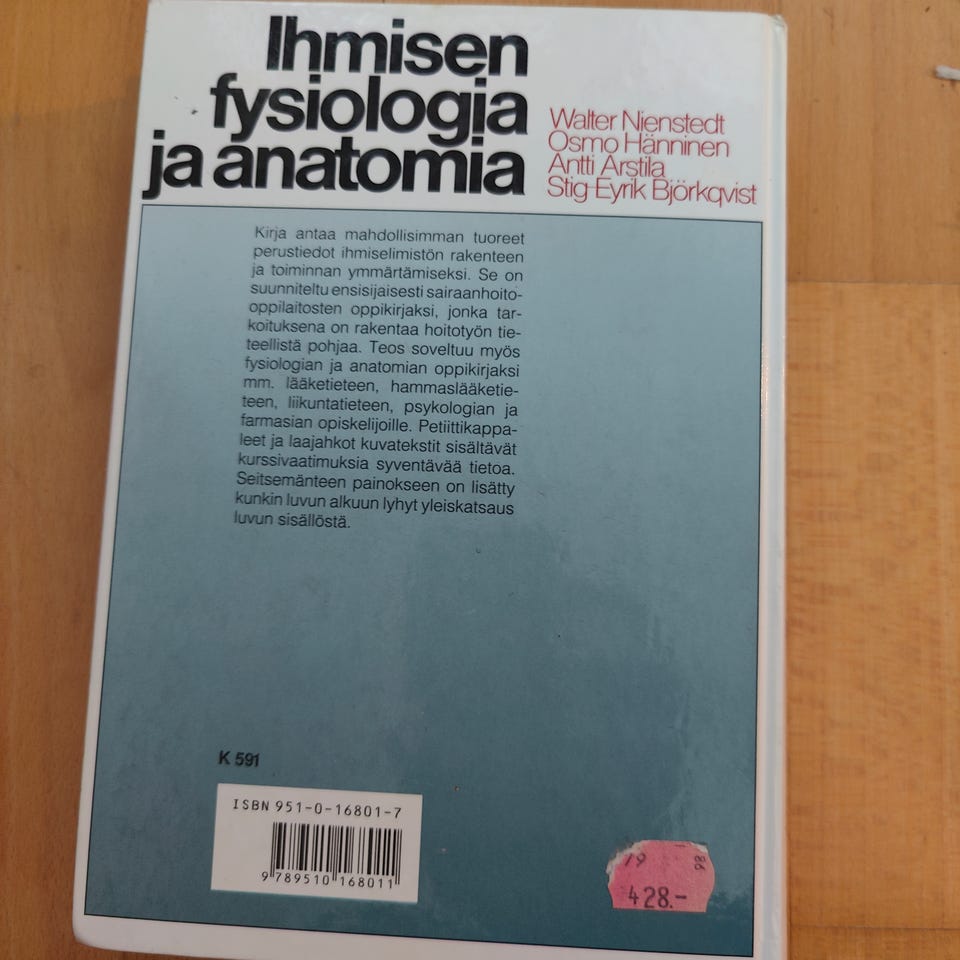 Ihmisen
fysiologia
ja anatomia
Walter Nienstedt
Osmo Hänninen
Antti Arstila
Stig-Eyrik Björkqvist
Kirja antaa mahdollisimman tuoreet
perustiedot ihmiselimistön rakenteen
ja toiminnan ymmärtämiseksi. Se on
suunniteltu ensisijaisesti sairaanhoito-
oppilaitosten oppikirjaksi, jonka tar-
koituksena on rakentaa hoitotyön tie-
teellistä pohjaa. Teos soveltuu myös
fysiologian ja anatomian oppikirjaksi
mm. lääketieteen, hammaslääketie-
teen, liikuntatieteen, psykologian ja
farmasian opiskelijoille. Petiittikappa-
leet ja laajahkot kuvatekstit sisältävät
kurssivaatimuksia syventävää tietoa.
Seitsemänteen painokseen on lisätty
kunkin luvun alkuun lyhyt yleiskatsaus
luvun sisällöstä.
K 591
ISBN 951-0-16801-7
9 789510 168011
19 98
428.-